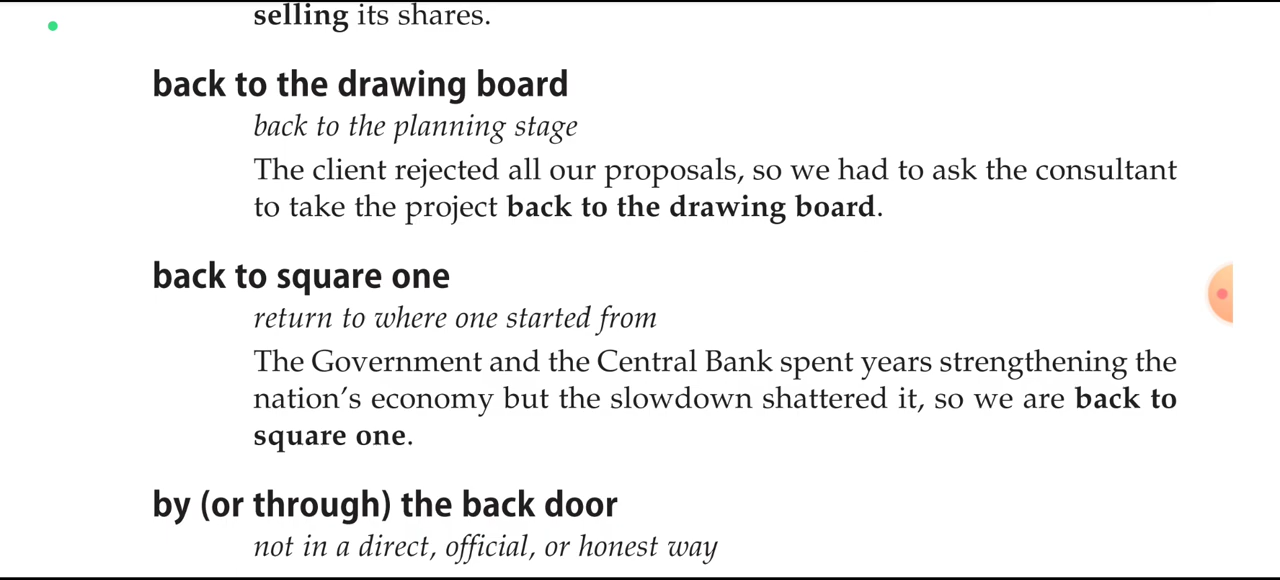 selling its shares.
back to the drawing board
back to the planning stage
The client rejected all our proposals, so we had to ask the consultant
to take the project back to the drawing board.
back to square one
return to where one started from
The Government and the Central Bank spent years strengthening the
nation’s economy but the slowdown shattered it, so we are back to
square one.
by (or through) the back door
not in a direct, official, or honest way